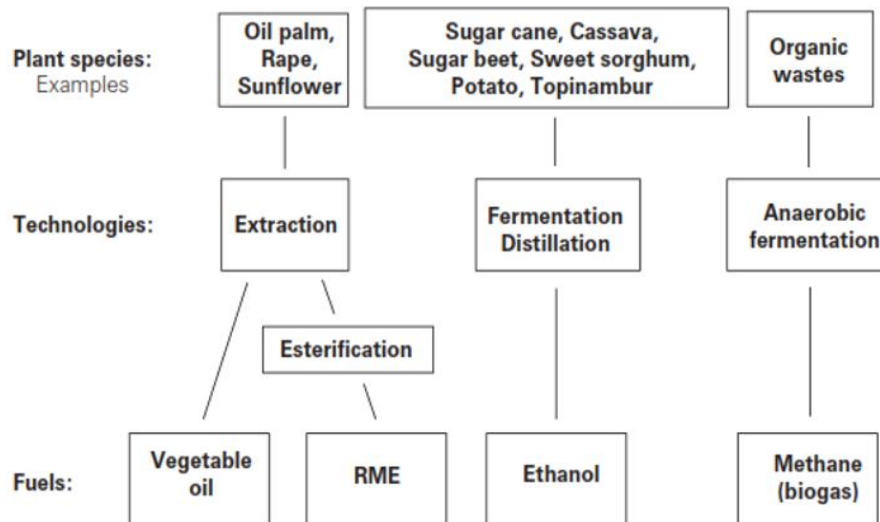 Plant species:
Examples
Oil palm,
Rape,
Sunflower
Sugar cane, Cassava,
Sugar beet, Sweet sorghum,
Potato, Topinambur
Organic
wastes
Technologies:
Extraction
Fermentation
Distillation
Anaerobic
fermentation
Esterification
Fuels:
Vegetable
oil
RME
Ethanol
Methane
(biogas)